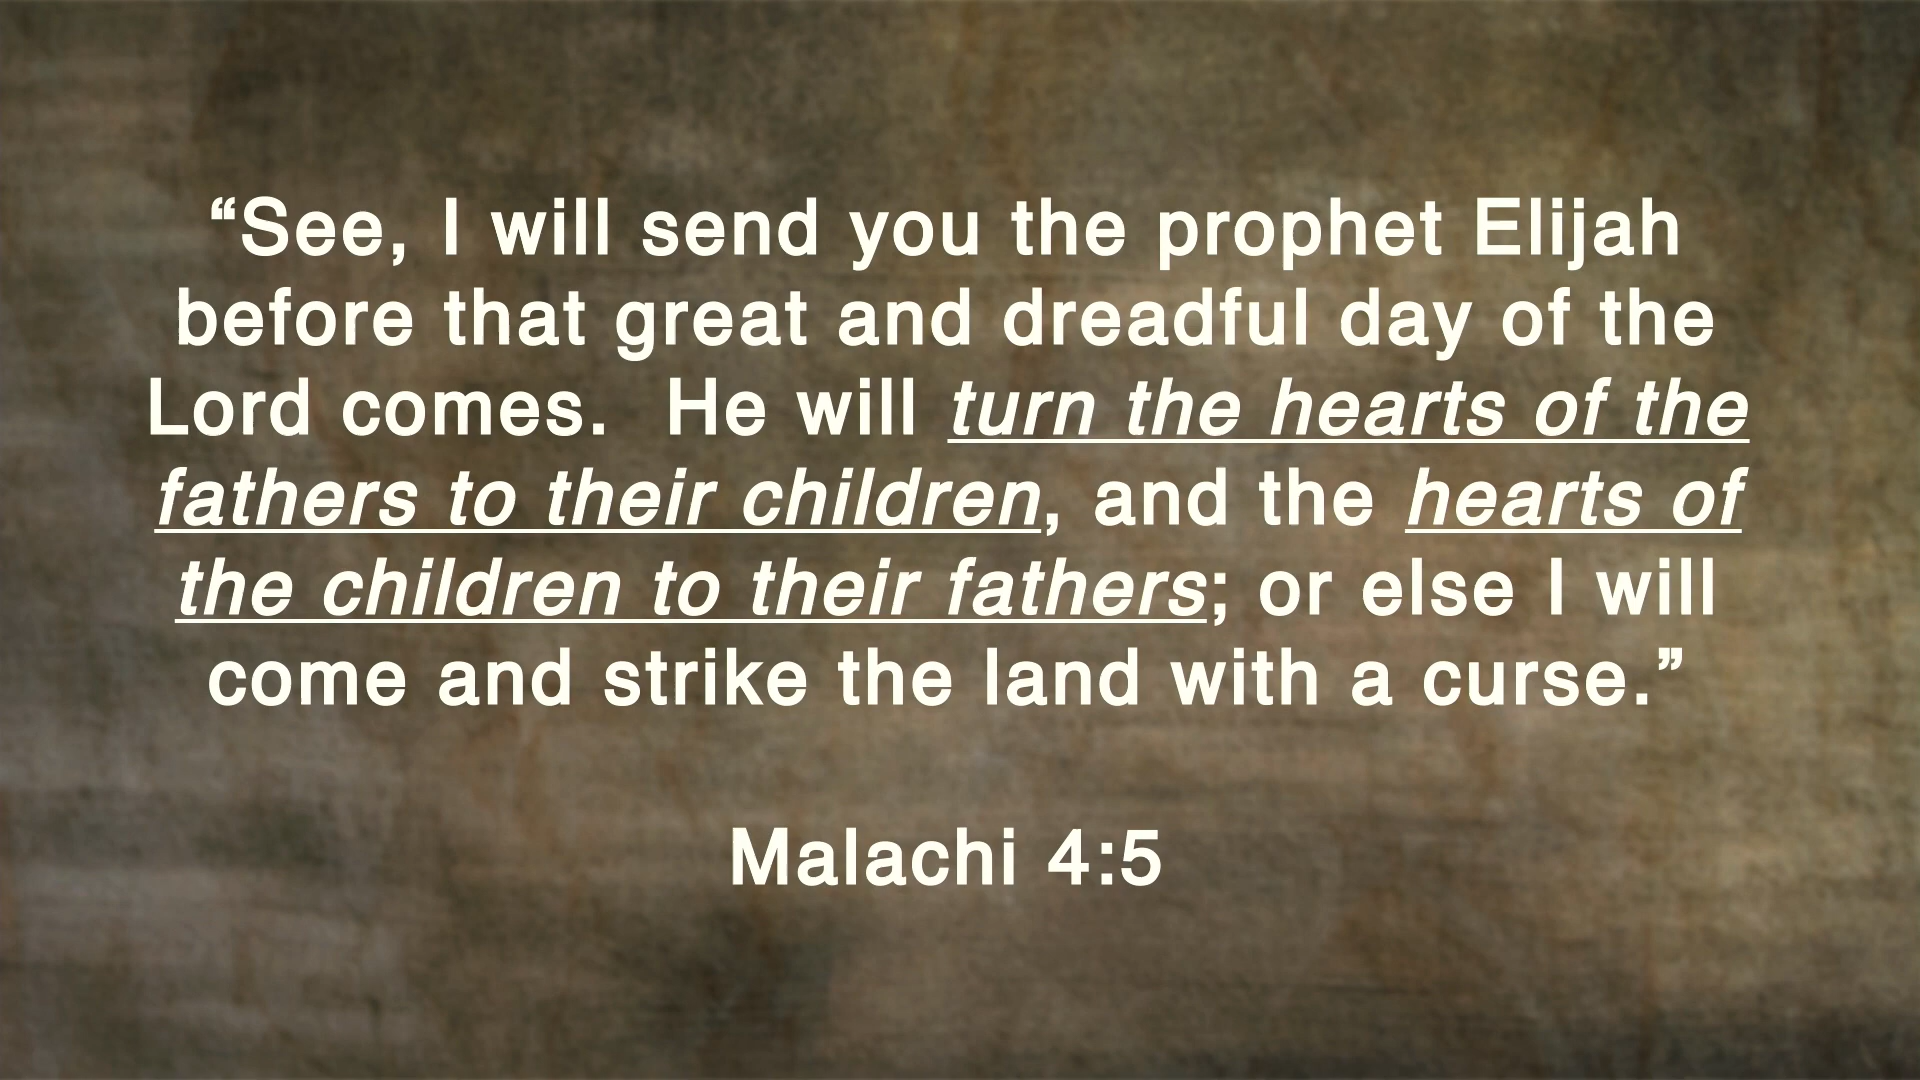 “See, I will send you the prophet Elijah
before that great and dreadful day of the
Lord comes.  He will turn the hearts of the
fathers to their children, and the hearts of
the children to their fathers; or else I will
come and strike the land with a curse.”
Malachi 4:5